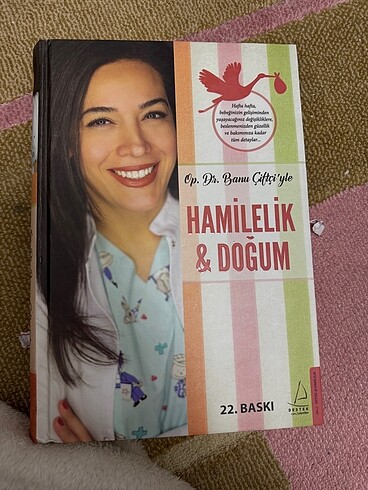 Hafta hafta,
bebeğinizin gelişiminden
yaşayacağınız değişikliklere,
beslenmenizden güzellik
ve bakımınıza kadar
tüm detaylar...
Op. Dr. Banu Çiftçi'yle
HAMİLELİK
& DOĞUM
22. BASKI
DESTEK